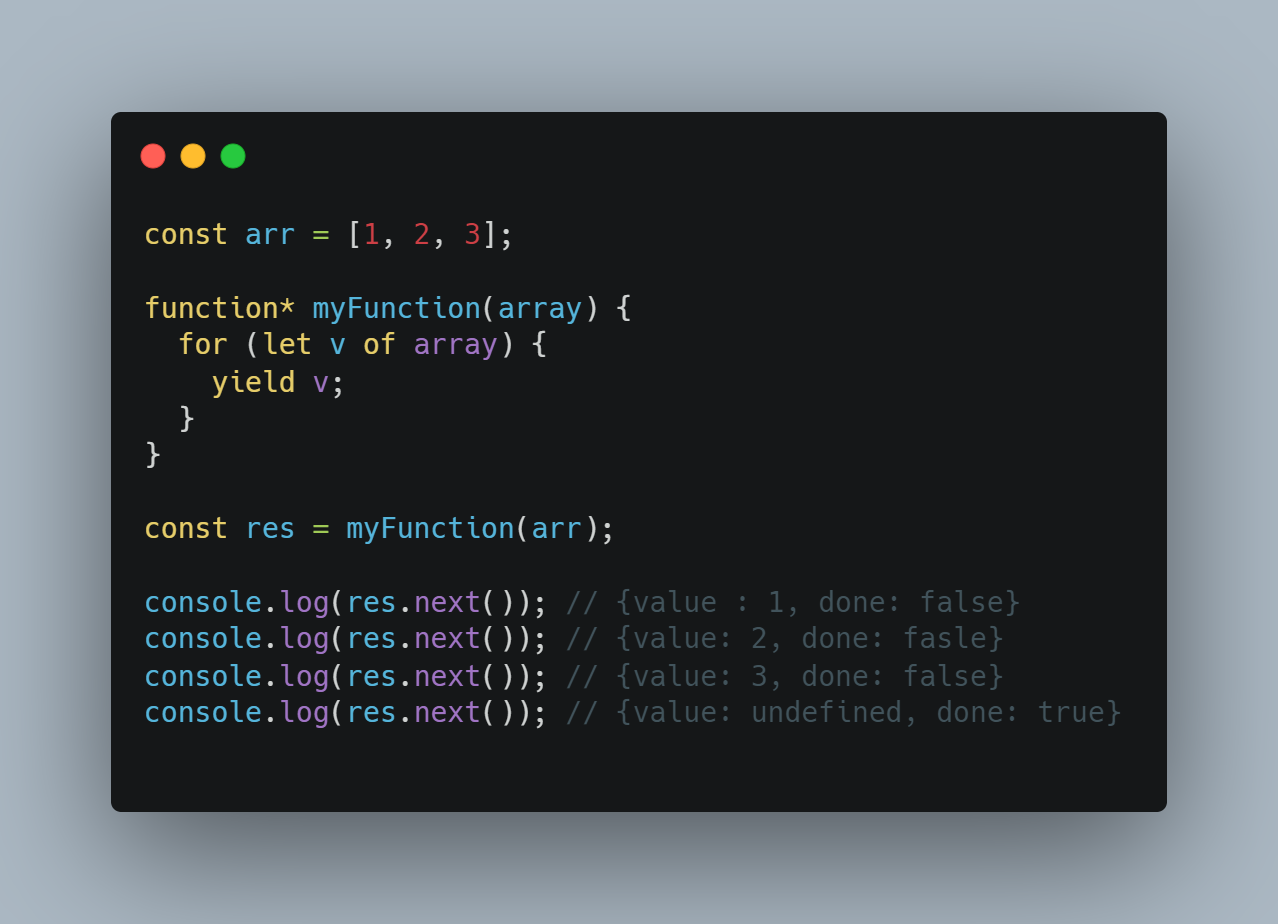 const arr = [1, 2, 3];

function* myFunction(array) {
  for (let v of array) {
    yield v;
  }
}

const res = myFunction(arr);

console.log(res.next()); // {value : 1, done: false}
console.log(res.next()); // {value: 2, done: fasle}
console.log(res.next()); // {value: 3, done: false}
console.log(res.next()); // {value: undefined, done: true}